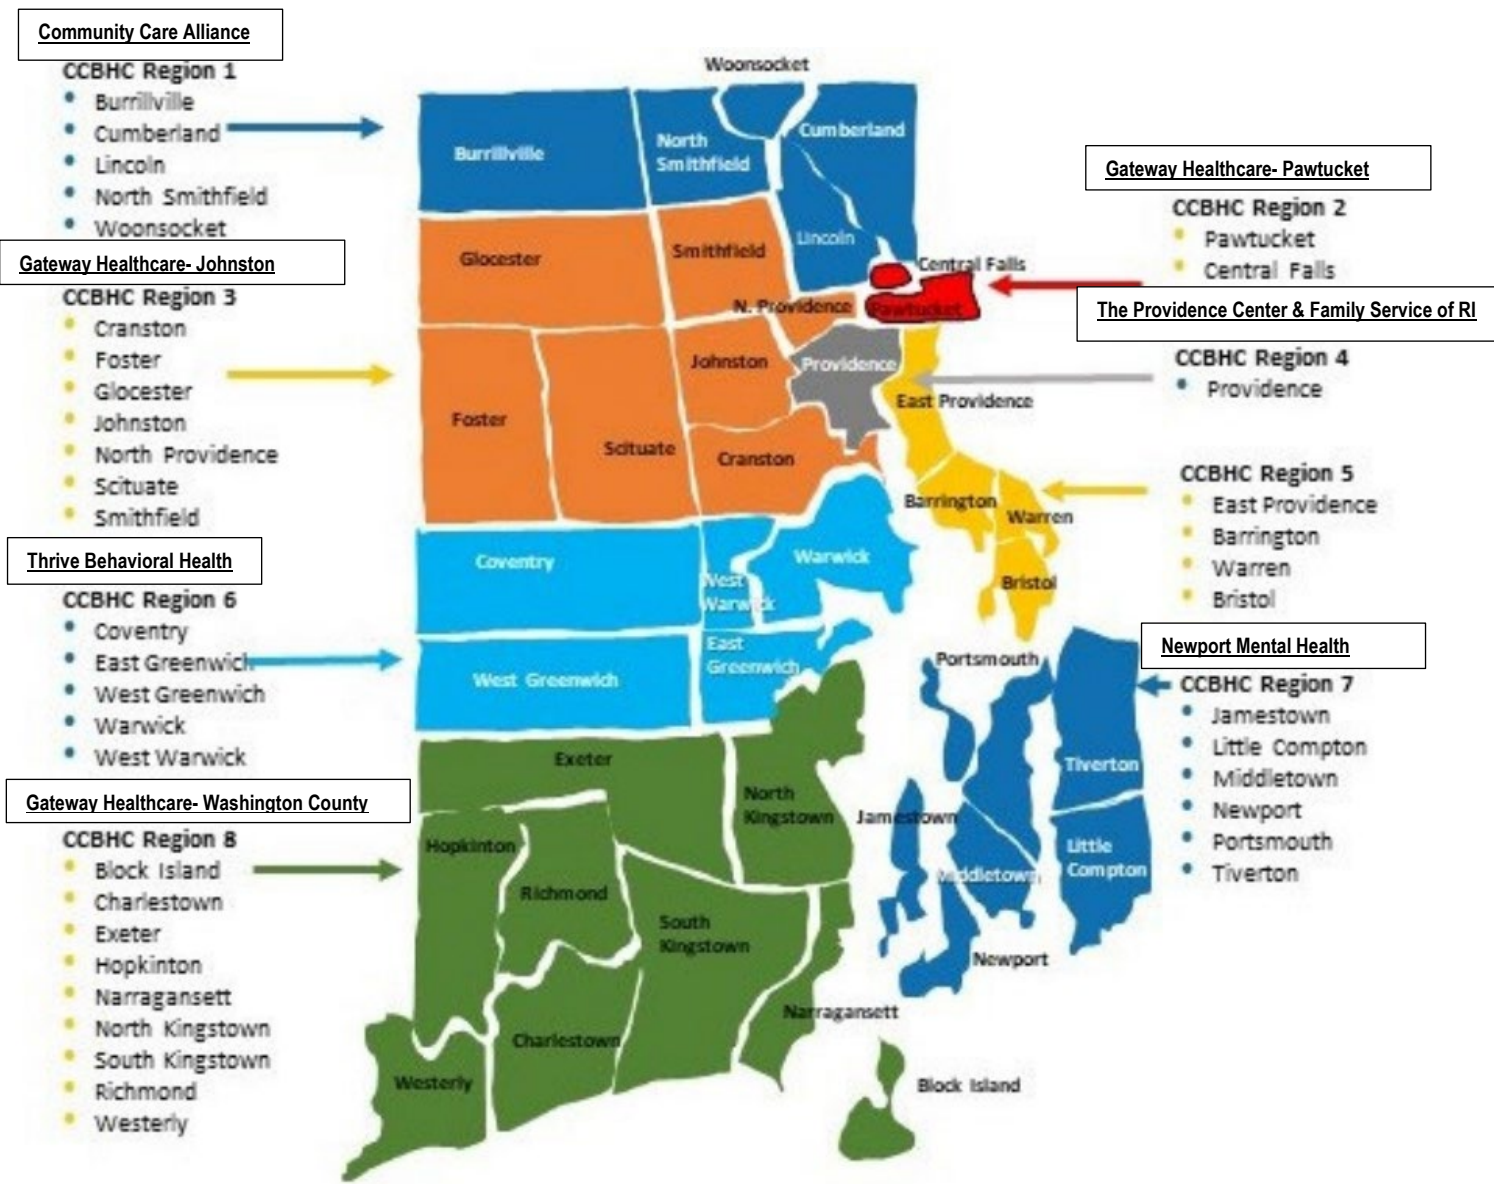 Community Care Alliance
CCBHC Region 1
Burrillville
Cumberland
Lincoln
North Smithfield
Woonsocket
Gateway Healthcare- Johnston
CCBHC Region 3
Cranston
Foster
Glocester
Johnston
North Providence
Scituate
Smithfield
Thrive Behavioral Health
CCBHC Region 6
Coventry
East Greenwich
West Greenwich
Warwick
West Warwick
Gateway Healthcare- Washington County
CCBHC Region 8
Block Island
Charlestown
Exeter
Hopkinton
Narragansett
North Kingstown
South Kingstown
Richmond
Westerly
Woonsocket
Burrillville
North
Smithfield
Cumberland
Lincoln
Glocester
Smithfield
Central Falls
N. Providence
Pawtucket
Foster
Scituate
Johnston
Providence
East Providence
Cranston
Barrington
Warren
Bristol
Coventry
West
Warwick
Warwick
West Greenwich
East
Greenwich
Portsmouth
Exeter
North
Kingstown
Jamestown
Tiverton
Hopkinton
Richmond
Middletown
Little
Compton
South
Kingstown
Newport
Narragansett
Charlestown
Westerly
Block Island
Gateway Healthcare- Pawtucket
CCBHC Region 2
Pawtucket
Central Falls
The Providence Center & Family Service of RI
CCBHC Region 4
Providence
CCBHC Region 5
East Providence
Barrington
Warren
Bristol
Newport Mental Health
CCBHC Region 7
Jamestown
Little Compton
Middletown
Newport
Portsmouth
Tiverton